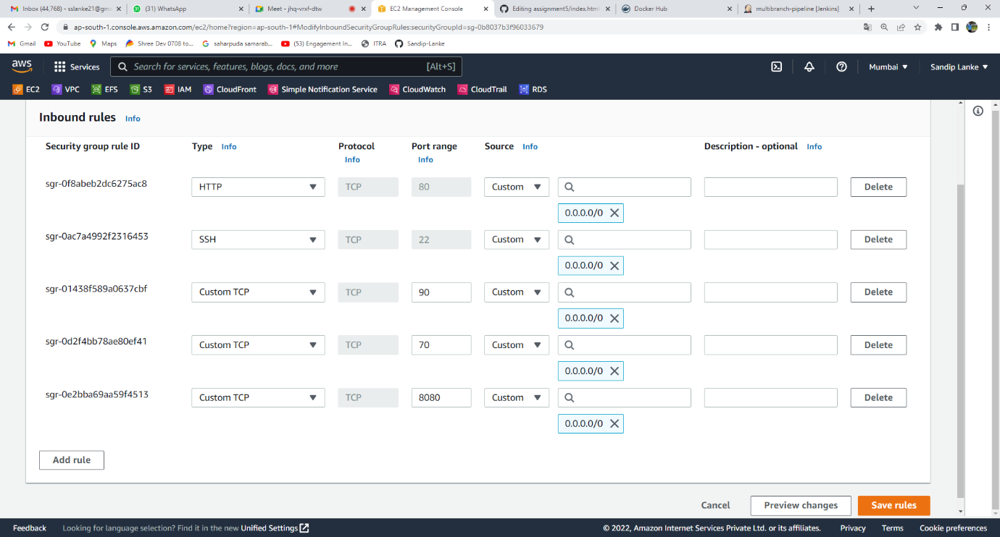 Inbox (44,768) - sslanke21@gm
(31) WhatsApp
Meet - jhq-vrxf-dtw
EC2 Management Console
Editing assignment5/index.html
Docker Hub
multibranch-pipeline [Jenkins]
ap-south-1.console.aws.amazon.com/ec2/home?region=ap-south-1#ModifyInboundSecurityGroupRules:securityGroupId=sg-0b8037b3f96033679
Gmail YouTube Maps Shree Dev 0708 to... saharpuda samarab... (53) Engagement In... ITRA Sandip-Lanke
aws Services Search for services, features, blogs, docs, and more [Alt+S] Mumbai ▼ Sandip Lanke ▼
EC2 VPC EFS S3 IAM CloudFront Simple Notification Service CloudWatch CloudTrail RDS
Inbound rules Info
Security group rule ID Type Info Protocol Info Port range Info Source Info Description - optional Info
sgr-0f8abeb2dc6275ac8 HTTP TCP 80 Custom Delete
0.0.0.0/0
sgr-0ac7a4992f2316453 SSH TCP 22 Custom Delete
0.0.0.0/0
sgr-01438f589a0637cbf Custom TCP TCP 90 Custom Delete
0.0.0.0/0
sgr-0d2f4bb78ae80ef41 Custom TCP TCP 70 Custom Delete
0.0.0.0/0
sgr-0e2bba69aa59f4513 Custom TCP TCP 8080 Custom Delete
0.0.0.0/0
Add rule
Cancel Preview changes Save rules
Feedback Looking for language selection? Find it in the new Unified Settings © 2022, Amazon Internet Services Private Ltd. or its affiliates. Privacy Terms Cookie preferences